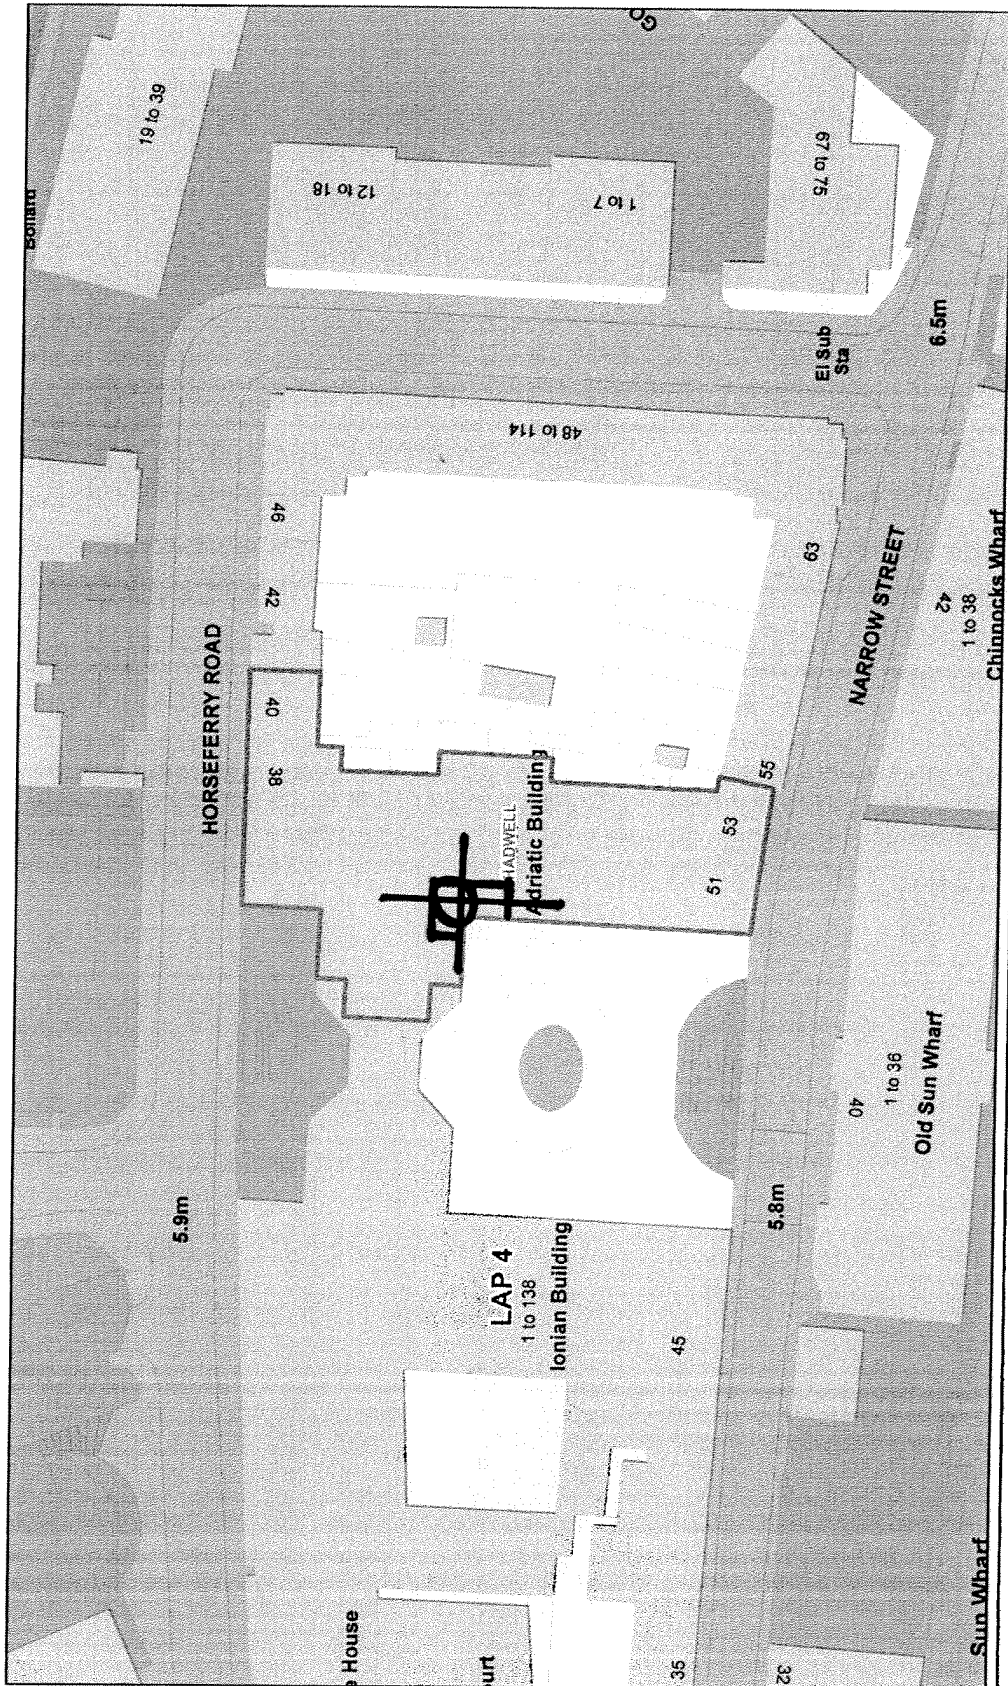 Bollard
19 to 39
GO
12 to 18
1 to 7
67 to 75
El Sub
Sta
6.5m
48 to 114
46
42
HORSEFERRY ROAD
40
38
63
NARROW STREET
42
1 to 38
Chinnocks Wharf
HADWELL
Adriatic Building
55
53
51
5.9m
LAP 4
1 to 138
Ionian Building
45
5.8m
40
1 to 36
Old Sun Wharf
e House
ourt
35
32
Sun Wharf